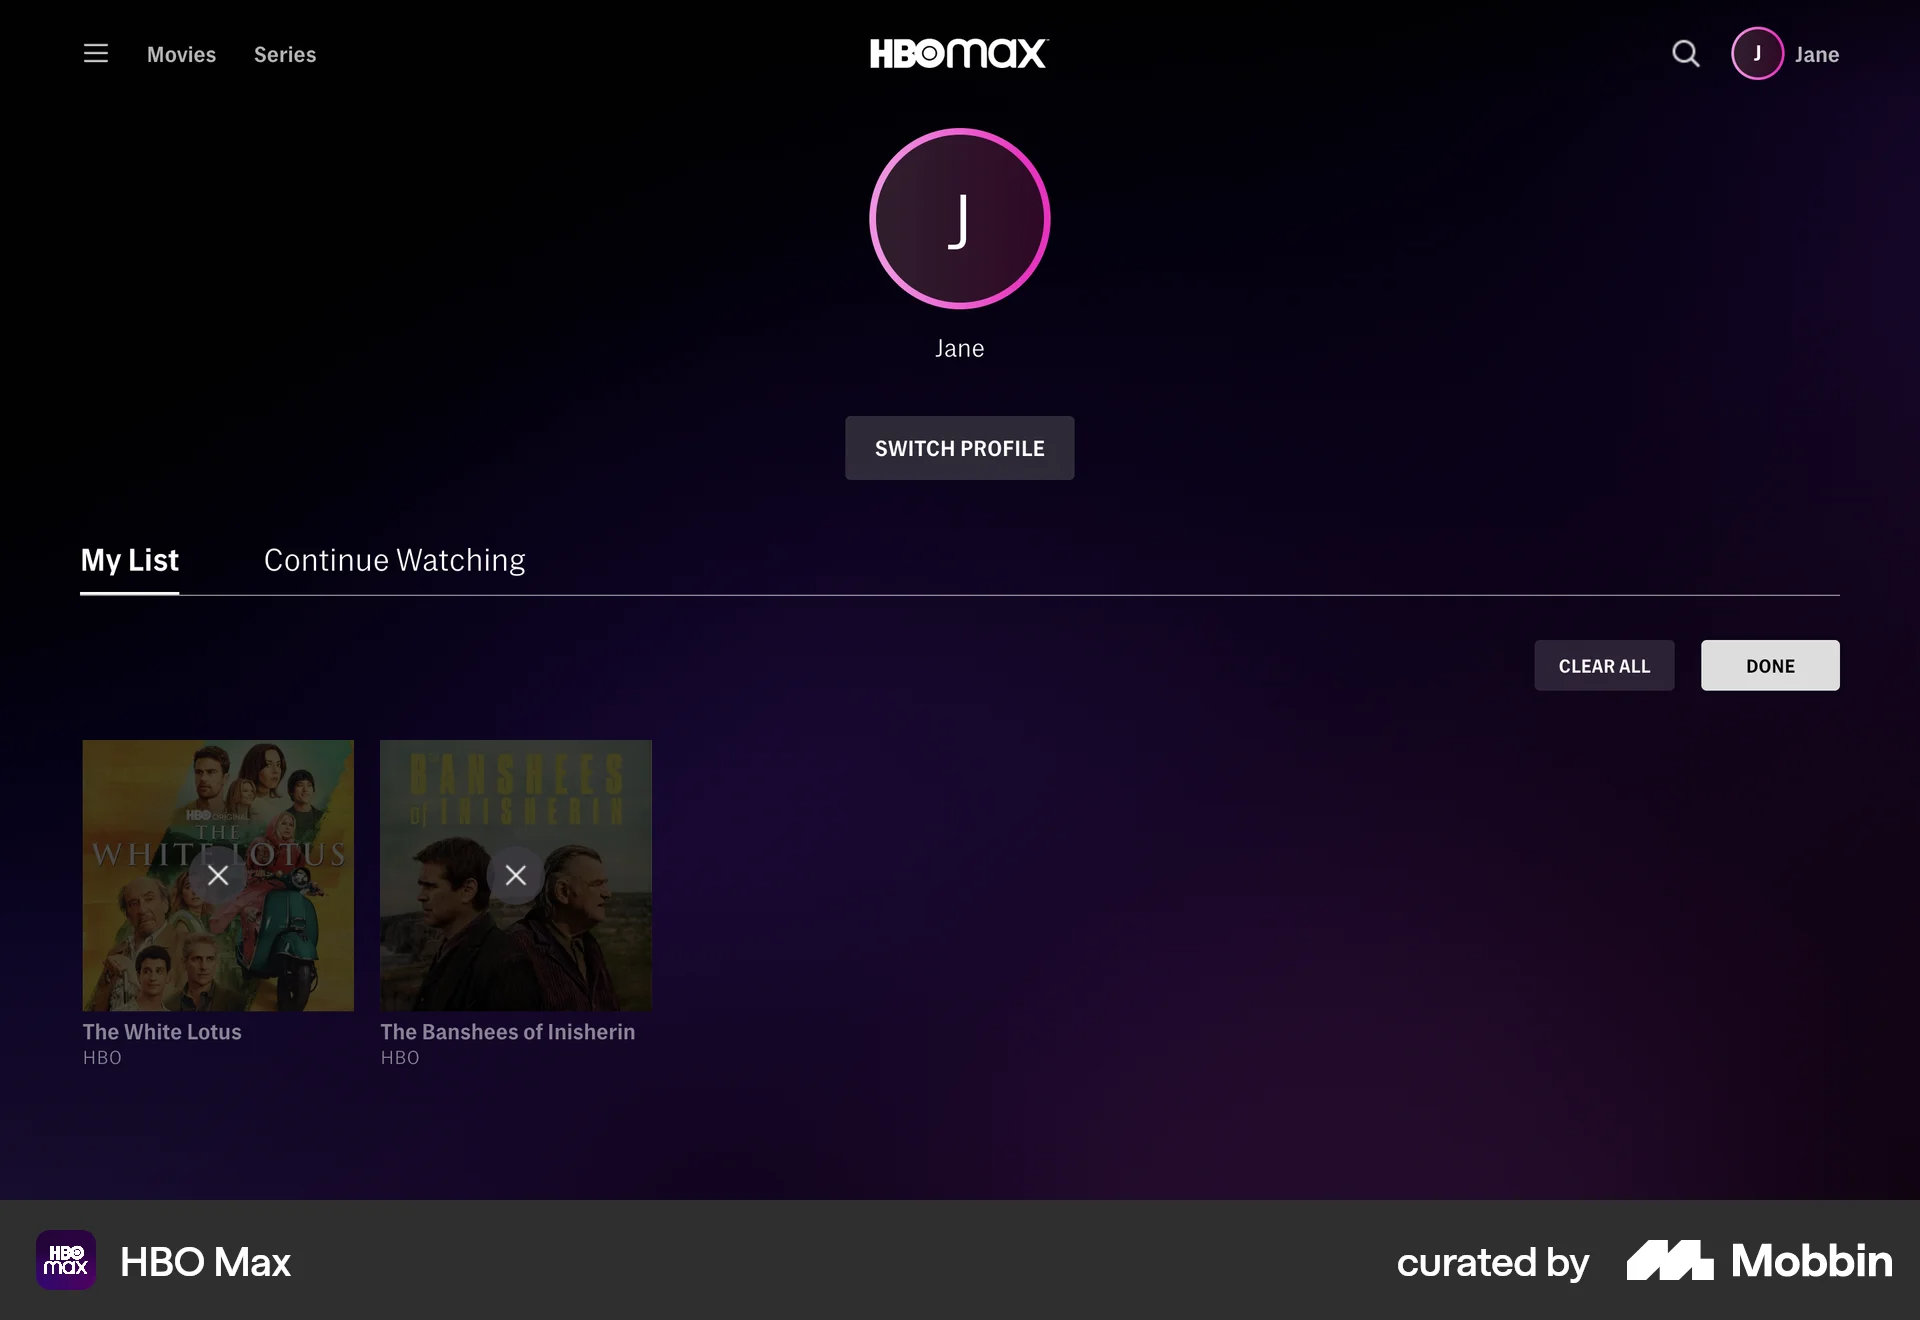 Movies
Series
HBOmax
J
Jane
J
Jane
SWITCH PROFILE
My List
Continue Watching
CLEAR ALL
DONE
HBO ORIGINAL
THE
WHITE LOTUS
BANSHEES
of INISHERIN
The White Lotus
HBO
The Banshees of Inisherin
HBO
HBO
max
HBO Max
curated by
Mobbin